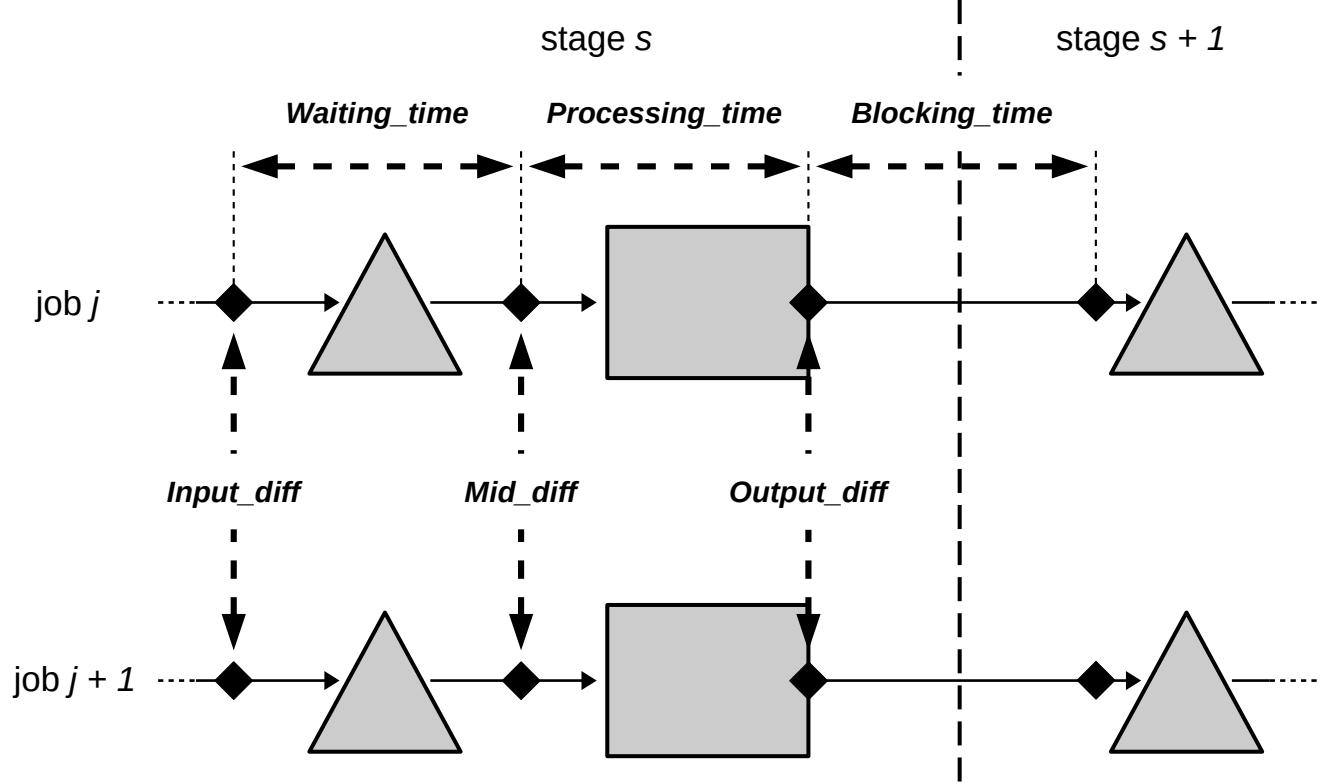 stage s
stage s + 1
Waiting_time
Processing_time
Blocking_time
job j
Input_diff
Mid_diff
Output_diff
job j + 1